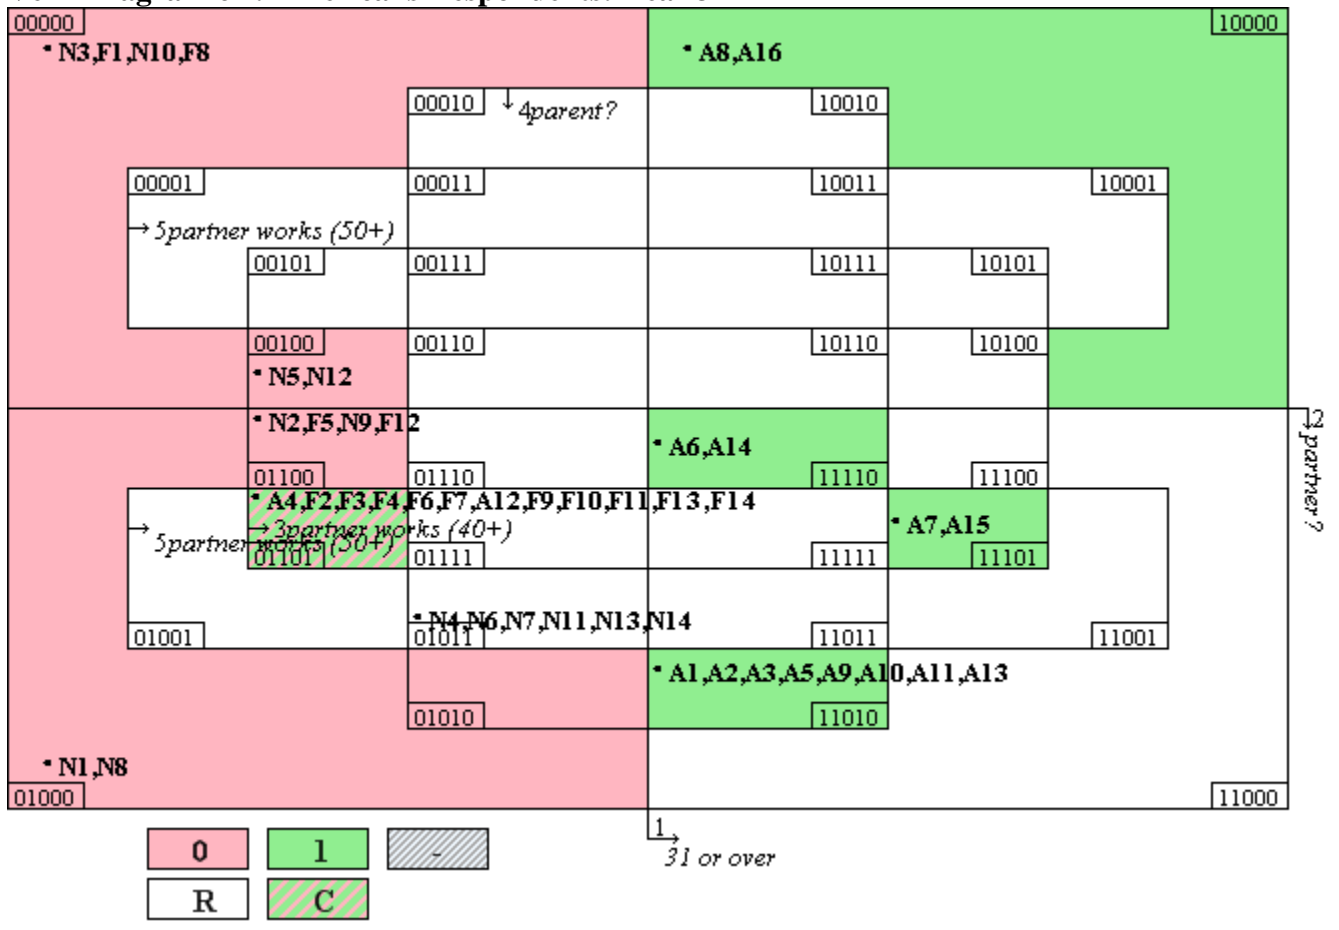 00000 10000
N3,F1,N10,F8 A8,A16
00010 4parent? 10010
00001 00011 10011 10001
5partner works (50+)
00101 00111 10111 10101
00100 00110 10110 10100
N5,N12
N2,F5,N9,F12 2partner?
A6,A14
01100 01110 11110 11100
A4,F2,F3,F4,F6,F7,A12,F9,F10,F11,F13,F14
3partner works (40+) A7,A15
5partner works (50+)
01101 01111 11111 11101
N4,N6,N7,N11,N13,N14
01001 01011 11011 11001
A1,A2,A3,A5,A9,A10,A11,A13
01010 11010
N1,N8
01000 11000
1
31 or over
0 1 -
R C